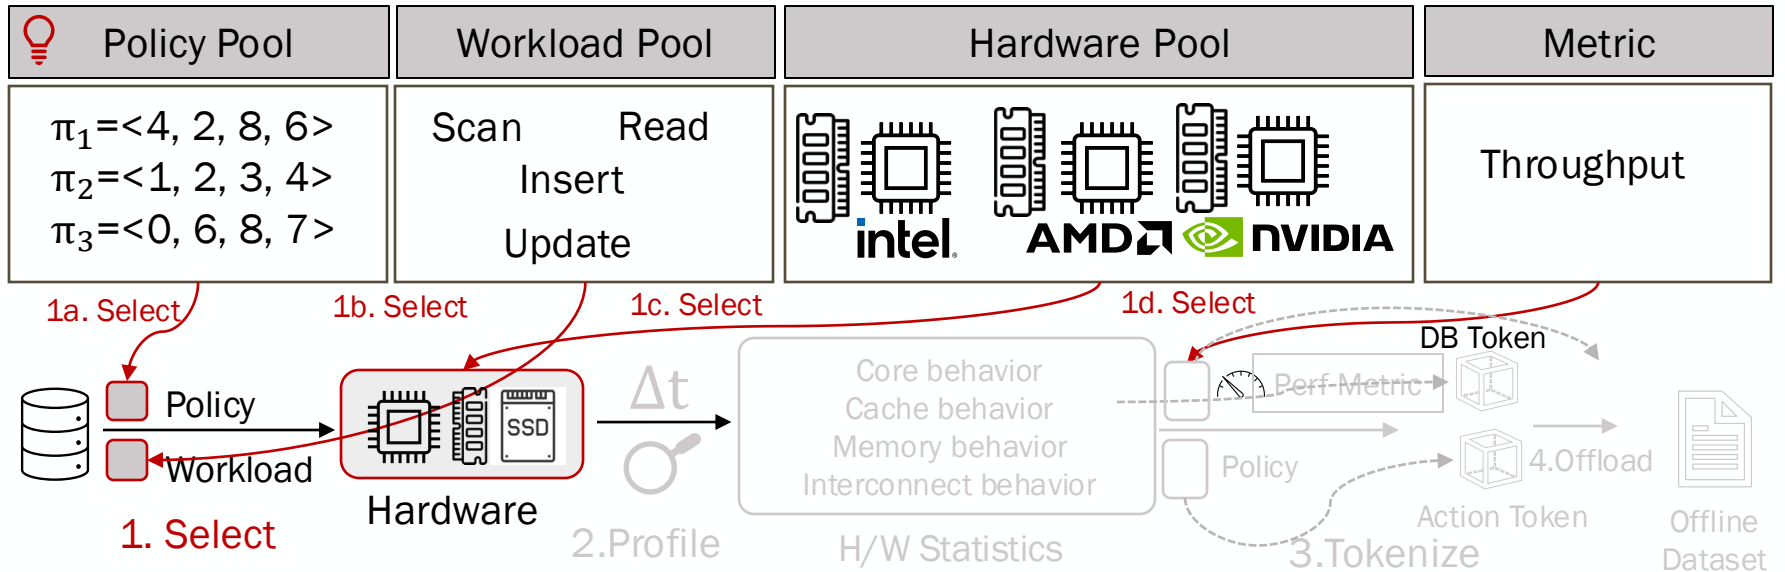 Policy Pool
Workload Pool
Hardware Pool
Metric
π1=<4, 2, 8, 6>
π2=<1, 2, 3, 4>
π3=<0, 6, 8, 7>
Scan Read
Insert
Update
intel.
AMD
NVIDIA
Throughput
1a. Select
1b. Select
1c. Select
1d. Select
DB Token
Policy
Workload
SSD
Hardware
1. Select
Δt
2.Profile
Core behavior
Cache behavior
Memory behavior
Interconnect behavior
H/W Statistics
Perf Metric
Policy
4.Offload
Action Token
3.Tokenize
Offline
Dataset